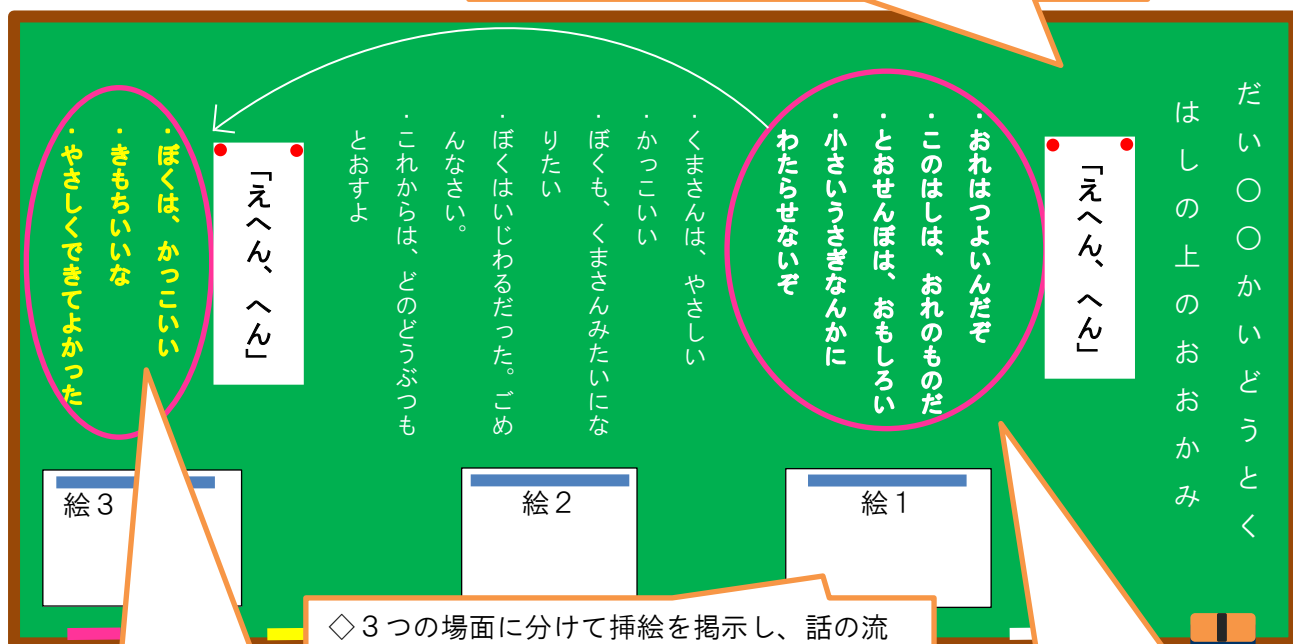 だい○○かいどうとく
はしの上のおおかみ
「えへん、へん」
・おれはつよいんだぞ
・このはしは、おれのものだ
・とおせんぼは、おもしろい
・小さいうさぎなんかに
わたらせないぞ
・くまさんは、やさしい
・かっこいい
・ぼくも、くまさんみたいにな
りたい
・ぼくはいじわるだった。ごめ
んなさい。
・これからは、どのどうぶつも
とおすよ
「えへん、へん」
・ぼくは、かっこいい
・きもちいいな
・やさしくできてよかった
絵1
絵2
絵3
◇3つの場面に分けて挿絵を掲示し、話の流